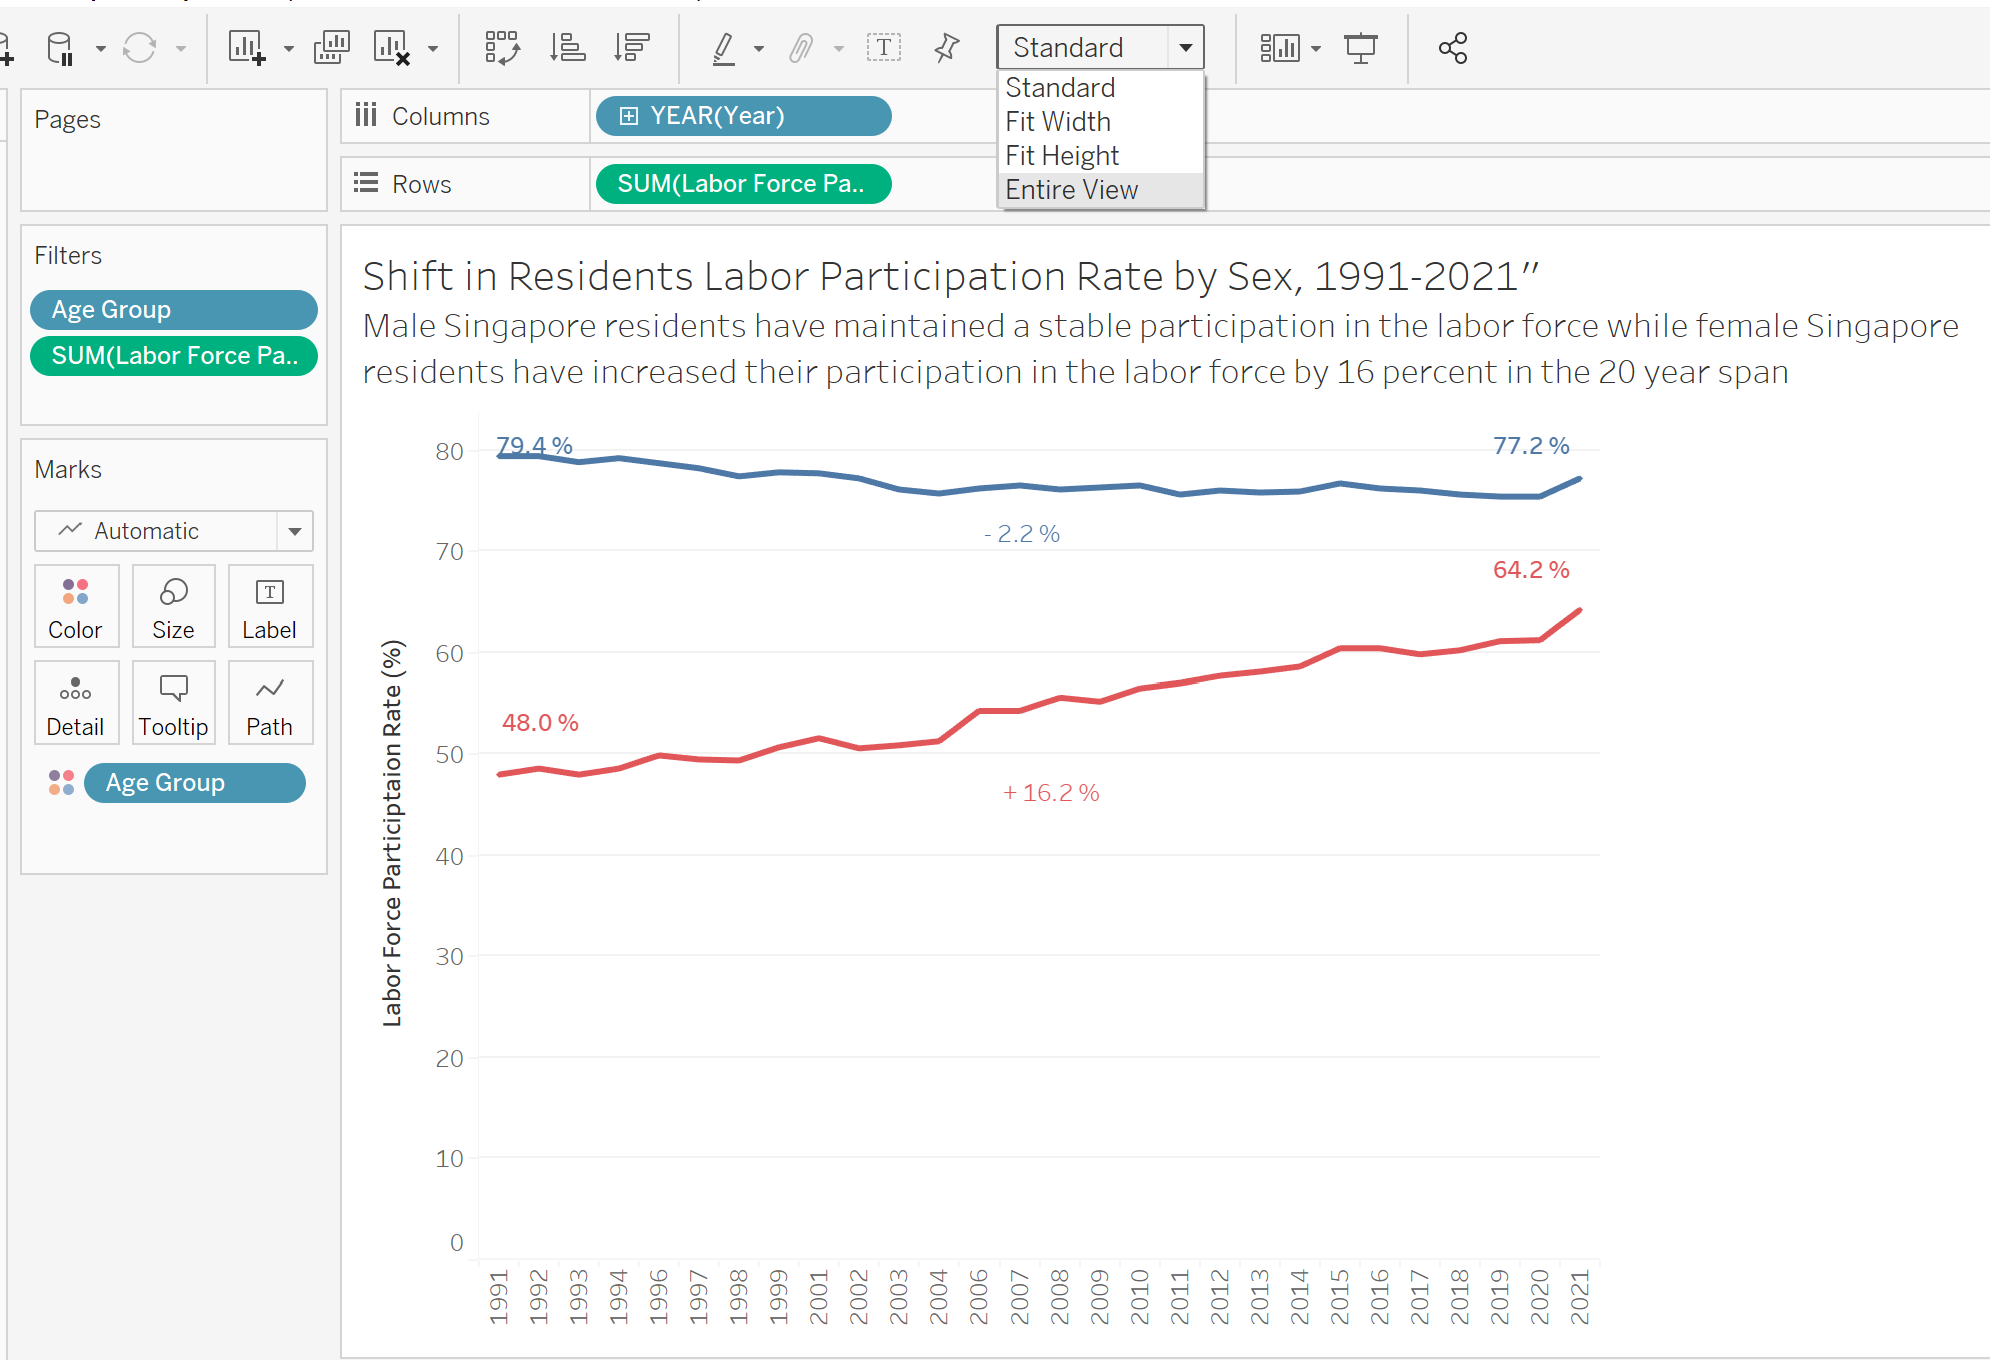 Standard
Standard
Fit Width
Fit Height
Entire View
Pages
Columns
YEAR(Year)
Rows
SUM(Labor Force Pa..
Filters
Age Group
SUM(Labor Force Pa..
Marks
Automatic
Color
Size
T
Label
Detail
Tooltip
Path
Age Group
Shift in Residents Labor Participation Rate by Sex, 1991-2021"
Male Singapore residents have maintained a stable participation in the labor force while female Singapore
residents have increased their participation in the labor force by 16 percent in the 20 year span
79.4 %
77.2 %
- 2.2 %
64.2 %
48.0 %
+ 16.2 %
Labor Force Participtaion Rate (%)
80
70
60
50
40
30
20
10
0
1991
1992
1993
1994
1996
1997
1998
1999
2001
2002
2003
2004
2006
2007
2008
2009
2010
2011
2012
2013
2014
2015
2016
2017
2018
2019
2020
2021